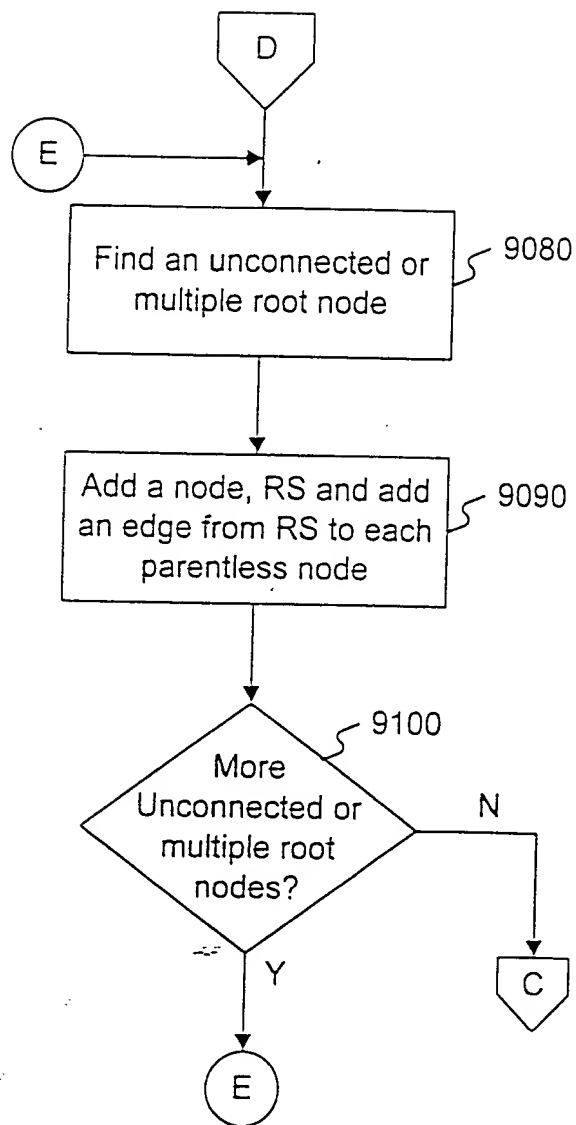 D
E
Find an unconnected or
multiple root node
9080
Add a node, RS and add
an edge from RS to each
parentless node
9090
9100
More
Unconnected or
multiple root
nodes?
N
Y
C
E